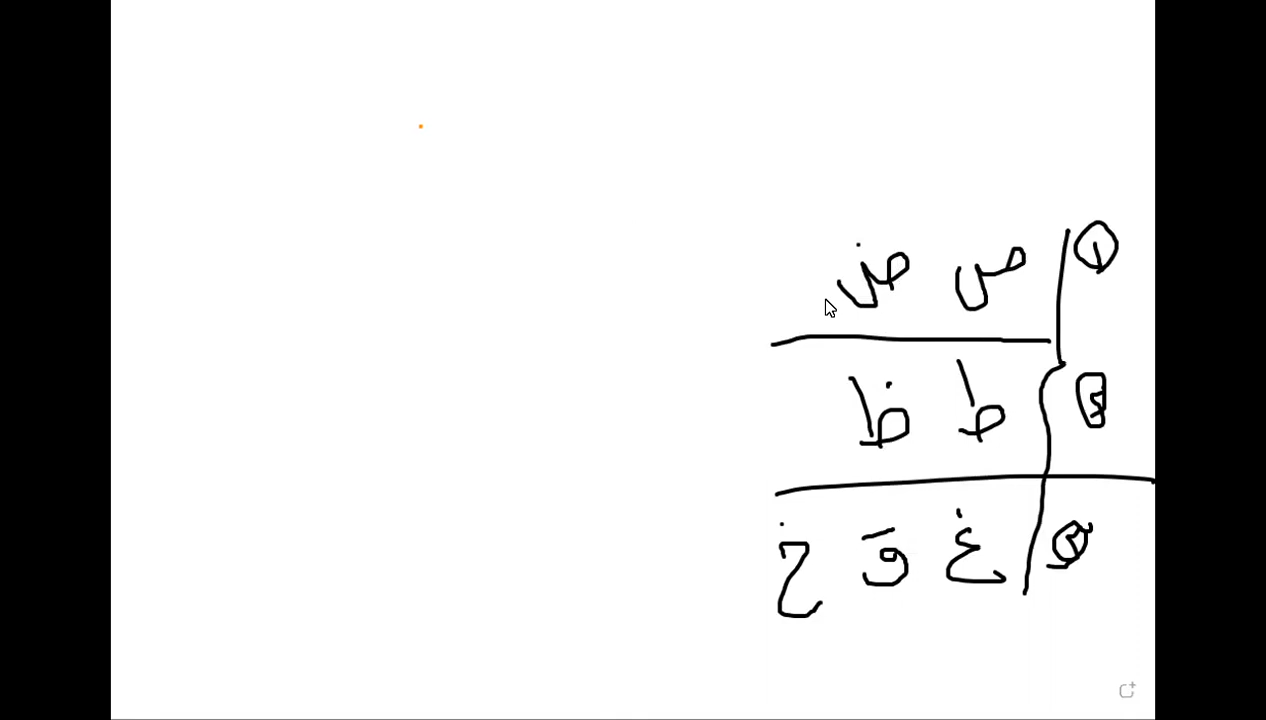 ١ ص ض
٢ ط ظ
٣ غ ق خ